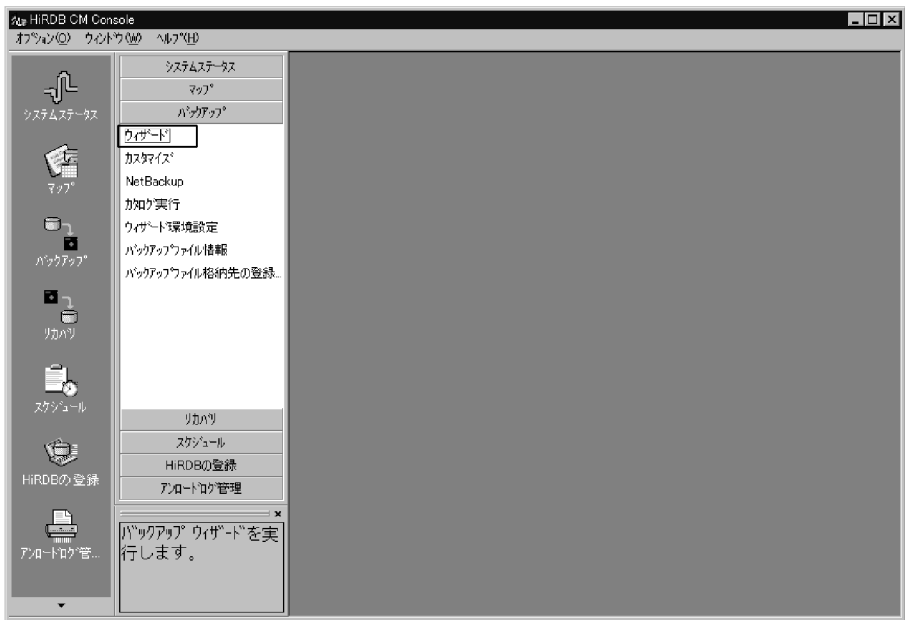 HiRDB CM Console
ｵﾌﾟｼｮﾝ(O) ｳｨﾝﾄﾞｳ(W) ﾍﾙﾌﾟ(H)
ｼｽﾃﾑｽﾃｰﾀｽ
ﾏｯﾌﾟ
ﾊﾞｯｸｱｯﾌﾟ
ﾘｶﾊﾞﾘ
ｽｹｼﾞｭｰﾙ
HiRDBの登録
ｱﾝﾛｰﾄﾞﾛｸﾞ管...
ｼｽﾃﾑｽﾃｰﾀｽ
ﾏｯﾌﾟ
ﾊﾞｯｸｱｯﾌﾟ
ｳｨｻﾞｰﾄﾞ
ｶｽﾀﾏｲｽﾞ
NetBackup
ｶﾀﾛｸﾞ実行
ｳｨｻﾞｰﾄﾞ環境設定
ﾊﾞｯｸｱｯﾌﾟﾌｧｲﾙ情報
ﾊﾞｯｸｱｯﾌﾟﾌｧｲﾙ格納先の登録...
ﾘｶﾊﾞﾘ
ｽｹｼﾞｭｰﾙ
HiRDBの登録
ｱﾝﾛｰﾄﾞﾛｸﾞ管理
ﾊﾞｯｸｱｯﾌﾟ ｳｨｻﾞｰﾄﾞを実
行します。